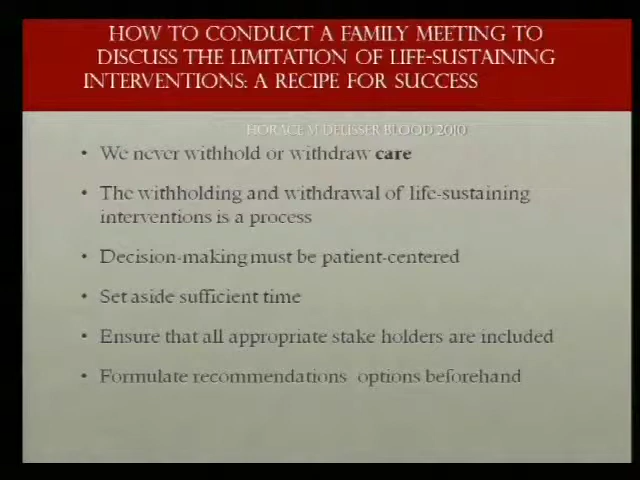 HOW TO CONDUCT A FAMILY MEETING TO
DISCUSS THE LIMITATION OF LIFE-SUSTAINING
INTERVENTIONS: A RECIPE FOR SUCCESS
HORACE M DELISSER BLOOD 2010
• We never withhold or withdraw care
• The withholding and withdrawal of life-sustaining
interventions is a process
• Decision-making must be patient-centered
• Set aside sufficient time
• Ensure that all appropriate stake holders are included
• Formulate recommendations options beforehand